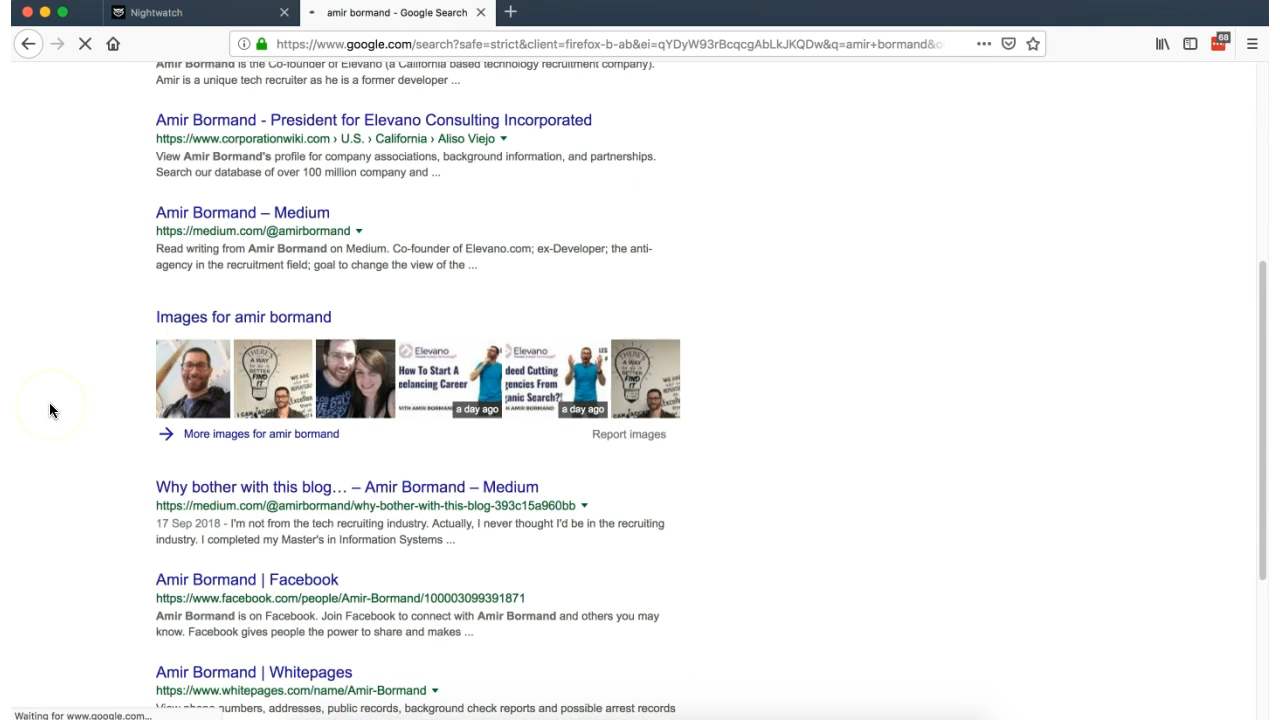 Nightwatch
amir bormand - Google Search
https://www.google.com/search?safe=strict&client=firefox-b-ab&ei=qYDyW93rBcqcgAbLkJKQDw&q=amir+bormand&
68
Amir Bormand is the Co-founder of Elevano (a California based technology recruitment company).
Amir is a unique tech recruiter as he is a former developer ...
Amir Bormand - President for Elevano Consulting Incorporated
https://www.corporationwiki.com › U.S. › California › Aliso Viejo
View Amir Bormand's profile for company associations, background information, and partnerships.
Search our database of over 100 million company and ...
Amir Bormand – Medium
https://medium.com/@amirbormand
Read writing from Amir Bormand on Medium. Co-founder of Elevano.com; ex-Developer; the anti-
agency in the recruitment field; goal to change the view of the ...
Images for amir bormand
THERE'S A WAY TO DO IT BETTER FIND IT
Elevano
How To Start A
eelancing Career
WITH AMIR BORMAND
a day ago
Elevano
deed Cutting
gencies From
ganic Search?!
H AMIR BORMAND
a day ago
More images for amir bormand
Report images
Why bother with this blog… – Amir Bormand – Medium
https://medium.com/@amirbormand/why-bother-with-this-blog-393c15a960bb
17 Sep 2018 - I'm not from the tech recruiting industry. Actually, I never thought I'd be in the recruiting
industry. I completed my Master's in Information Systems ...
Amir Bormand | Facebook
https://www.facebook.com/people/Amir-Bormand/100003099391871
Amir Bormand is on Facebook. Join Facebook to connect with Amir Bormand and others you may
know. Facebook gives people the power to share and makes ...
Amir Bormand | Whitepages
https://www.whitepages.com/name/Amir-Bormand
View phone numbers, addresses, public records, background check reports and possible arrest records
Waiting for www.google.com...